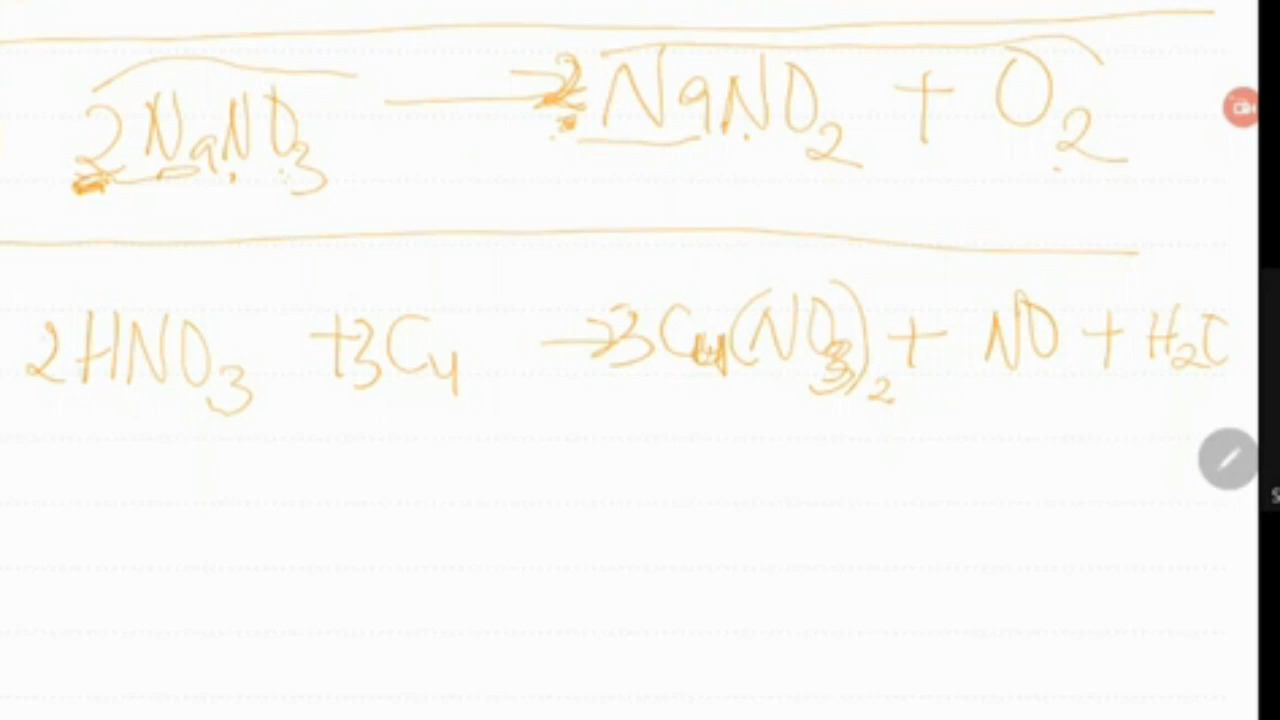 2NaNO3 → 2NaNO2 + O2
2HNO3 + 3Cu → 3Cu(NO3)2 + NO + H2O